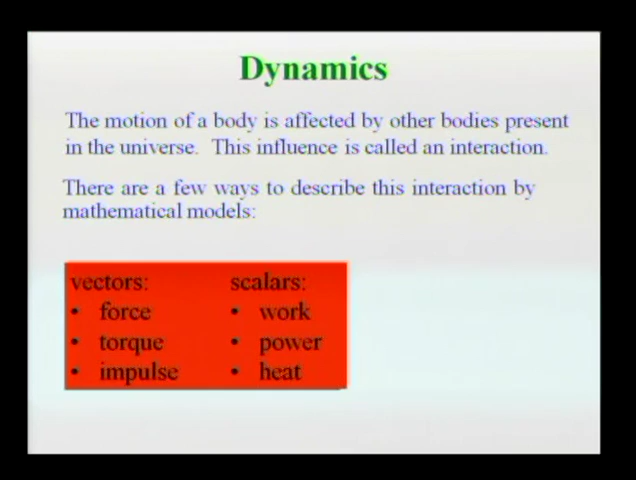 Dynamics
The motion of a body is affected by other bodies present
in the universe. This influence is called an interaction.
There are a few ways to describe this interaction by
mathematical models:
vectors: scalars:
• force • work
• torque • power
• impulse • heat